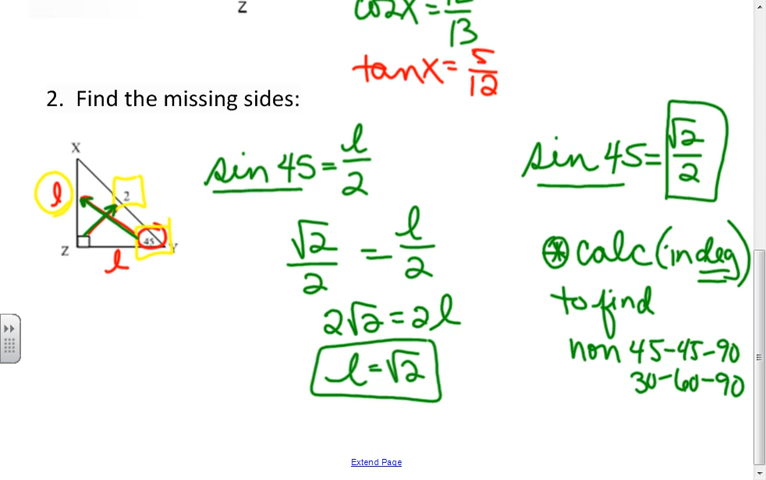 Z
cos X = 12/13
tan X = 5/12
2. Find the missing sides:
X
l
2
45
Z
Y
l
sin 45 = l/2
√2/2 = l/2
2√2 = 2l
l = √2
sin 45 = √2/2
* calc (in deg)
to find
non 45-45-90
30-60-90
Extend Page